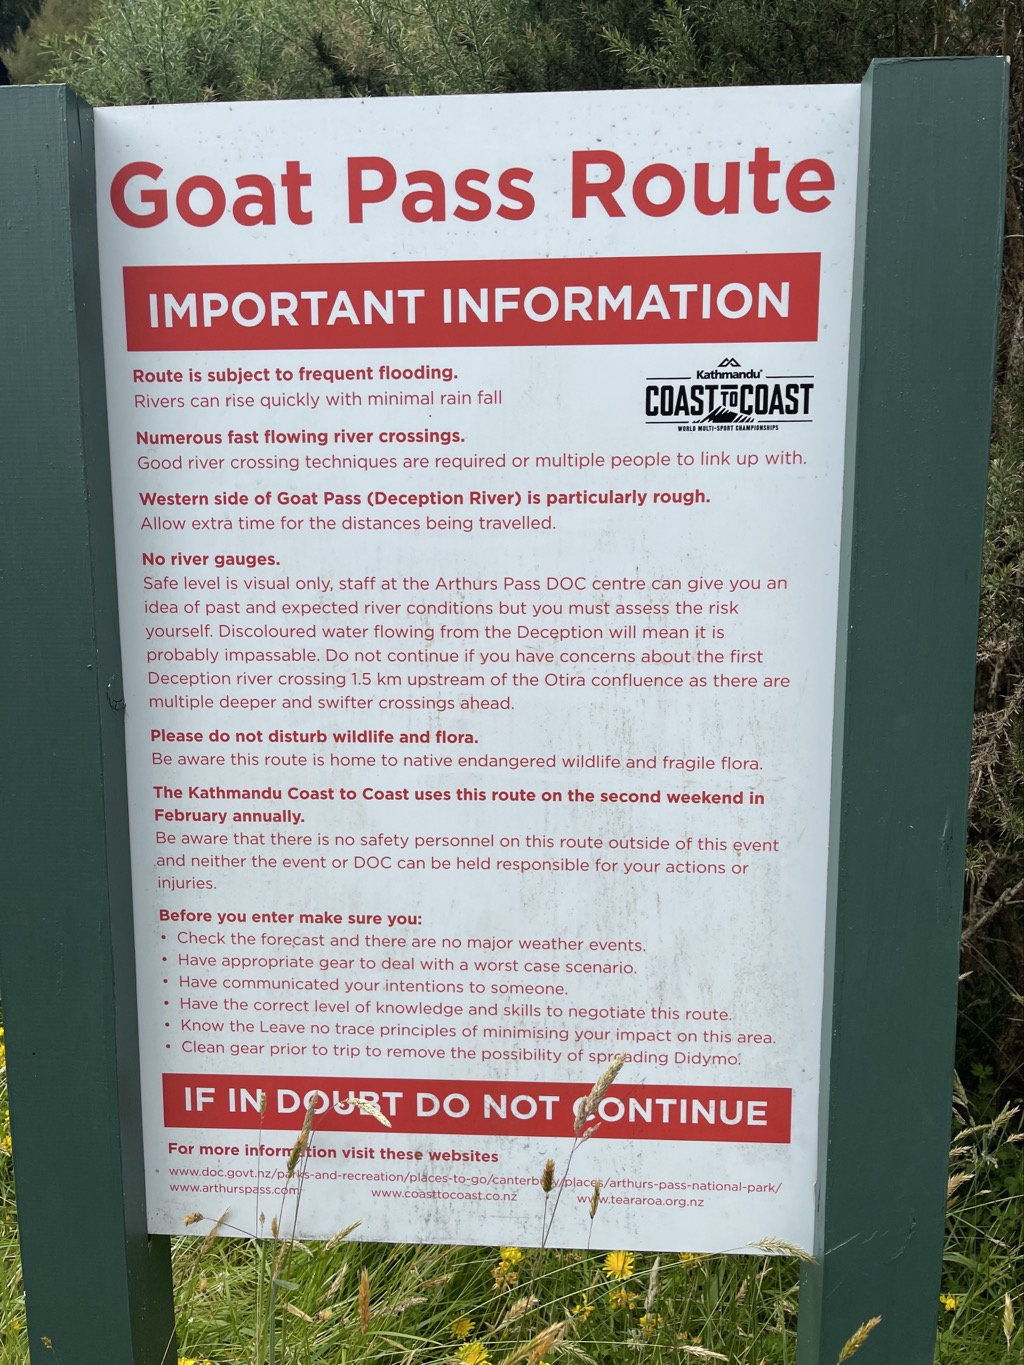 Goat Pass Route
IMPORTANT INFORMATION
Route is subject to frequent flooding.
Rivers can rise quickly with minimal rain fall
Kathmandu
COAST TO COAST
WORLD MULTI-SPORT CHAMPIONSHIPS
Numerous fast flowing river crossings.
Good river crossing techniques are required or multiple people to link up with.
Western side of Goat Pass (Deception River) is particularly rough.
Allow extra time for the distances being travelled.
No river gauges.
Safe level is visual only, staff at the Arthurs Pass DOC centre can give you an
idea of past and expected river conditions but you must assess the risk
yourself. Discoloured water flowing from the Deception will mean it is
probably impassable. Do not continue if you have concerns about the first
Deception river crossing 1.5 km upstream of the Otira confluence as there are
multiple deeper and swifter crossings ahead.
Please do not disturb wildlife and flora.
Be aware this route is home to native endangered wildlife and fragile flora.
The Kathmandu Coast to Coast uses this route on the second weekend in
February annually.
Be aware that there is no safety personnel on this route outside of this event
and neither the event or DOC can be held responsible for your actions or
injuries.
Before you enter make sure you:
• Check the forecast and there are no major weather events.
• Have appropriate gear to deal with a worst case scenario.
• Have communicated your intentions to someone.
• Have the correct level of knowledge and skills to negotiate this route.
• Know the Leave no trace principles of minimising your impact on this area.
• Clean gear prior to trip to remove the possibility of spreading Didymo.
IF IN DOUBT DO NOT CONTINUE
For more information visit these websites
www.doc.govt.nz/parks-and-recreation/places-to-go/canterbury/places/arthurs-pass-national-park/
www.arthurspass.com www.coasttocoast.co.nz www.teararoa.org.nz